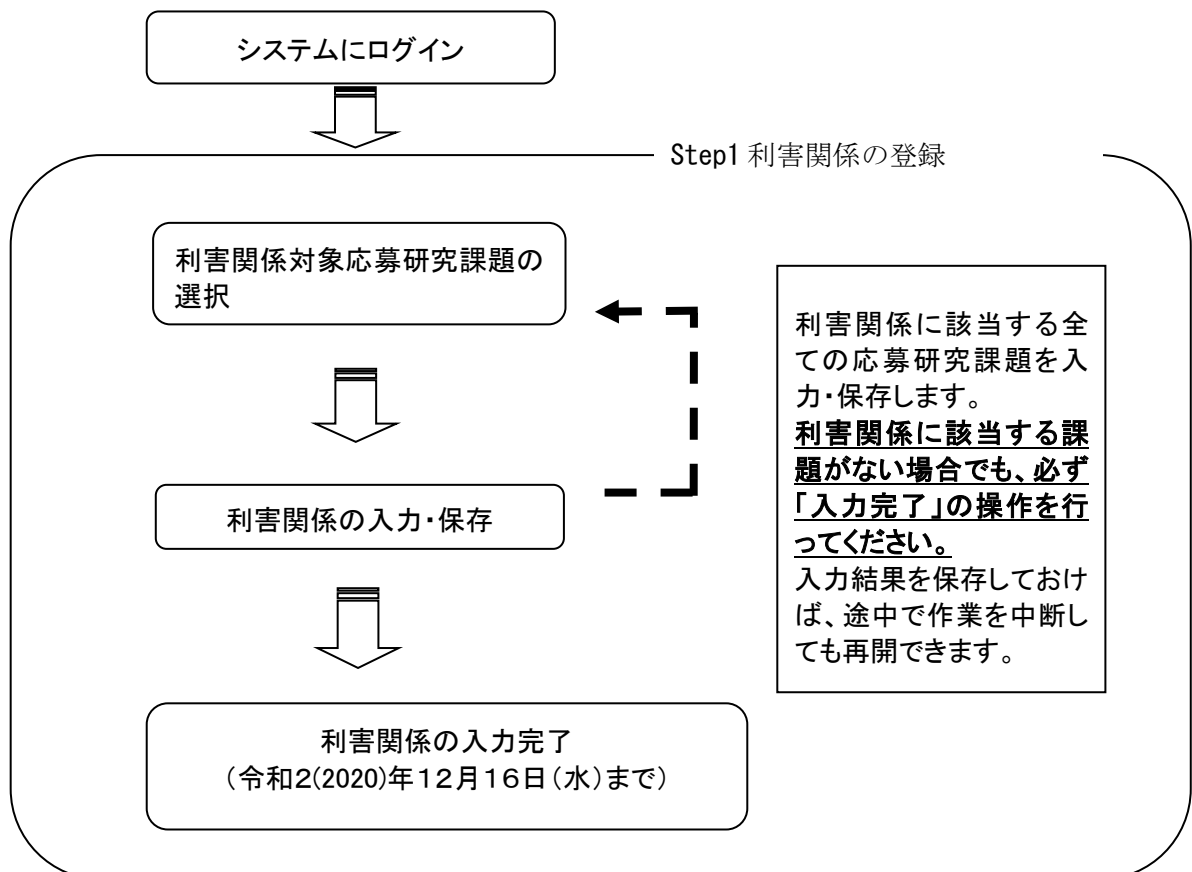 システムにログイン
Step1 利害関係の登録
利害関係対象応募研究課題の
選択
利害関係に該当する全
ての応募研究課題を入
力・保存します。
利害関係に該当する課
題がない場合でも、必ず
「入力完了」の操作を行
ってください。
入力結果を保存しておけ
ば、途中で作業を中断し
ても再開できます。
利害関係の入力・保存
利害関係の入力完了
（令和２(2020)年１２月１６日（水）まで）